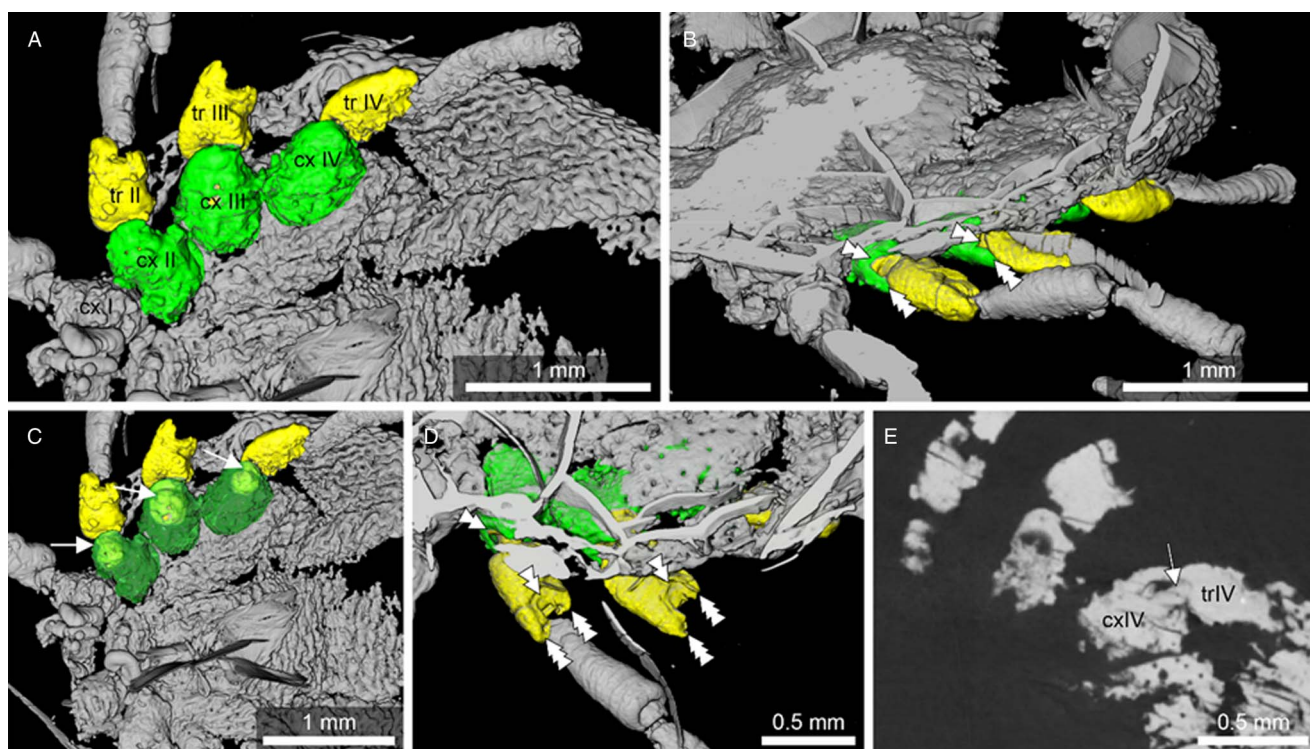 A
tr III
tr IV
cx IV
tr II
cx III
cx II
cx I
1 mm
B
1 mm
C
1 mm
D
0.5 mm
E
trIV
cxIV
0.5 mm